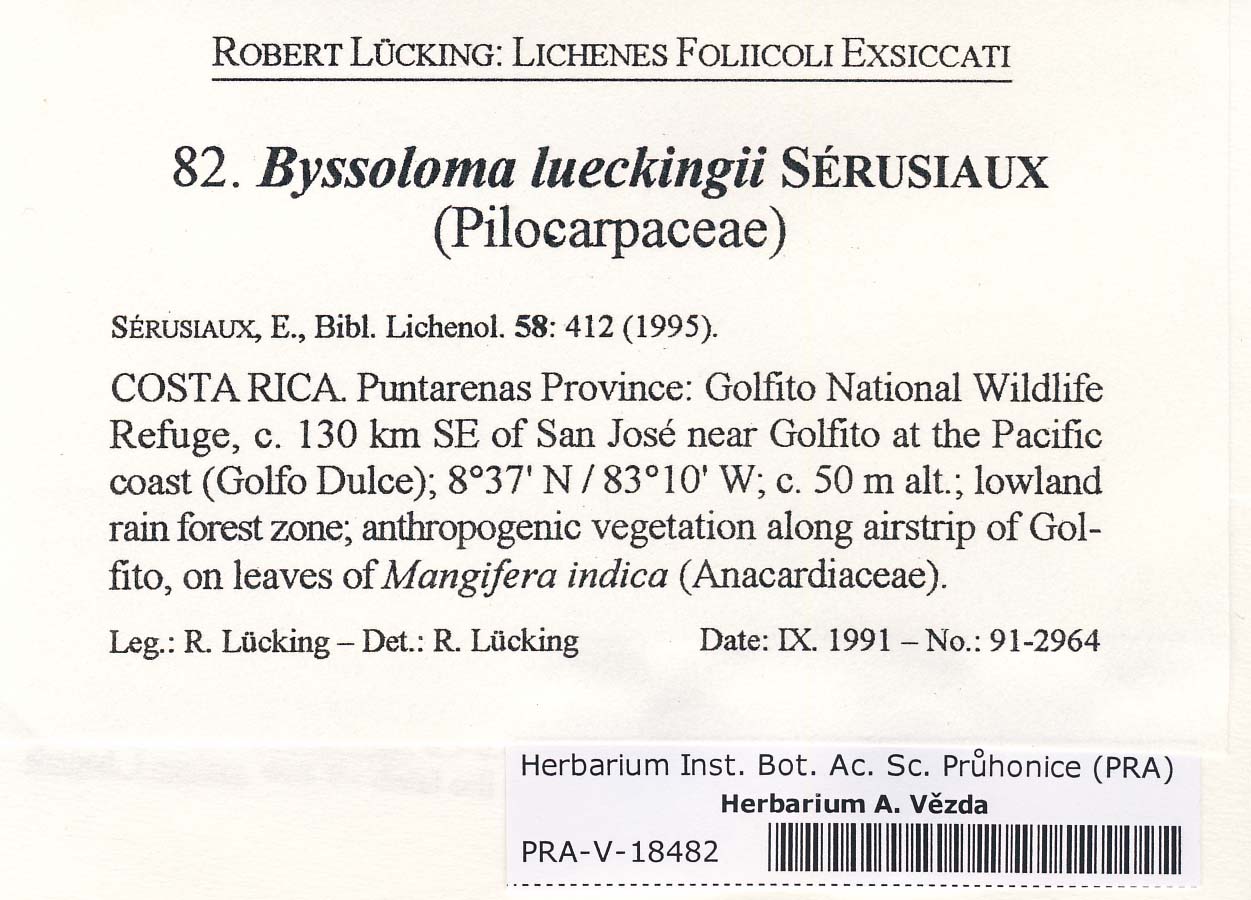 ROBERT LÜCKING: LICHENES FOLIICOLI EXSICCATI
82. Byssoloma lueckingii SÉRUSIAUX
(Pilocarpaceae)
SÉRUSIAUX, E., Bibl. Lichenol. 58: 412 (1995).
COSTA RICA. Puntarenas Province: Golfito National Wildlife
Refuge, c. 130 km SE of San José near Golfito at the Pacific
coast (Golfo Dulce); 8°37' N / 83°10' W; c. 50 m alt.; lowland
rain forest zone; anthropogenic vegetation along airstrip of Gol-
fito, on leaves of Mangifera indica (Anacardiaceae).
Leg.: R. Lücking – Det.: R. Lücking Date: IX. 1991 – No.: 91-2964
Herbarium Inst. Bot. Ac. Sc. Průhonice (PRA)
Herbarium A. Vězda
PRA-V-18482